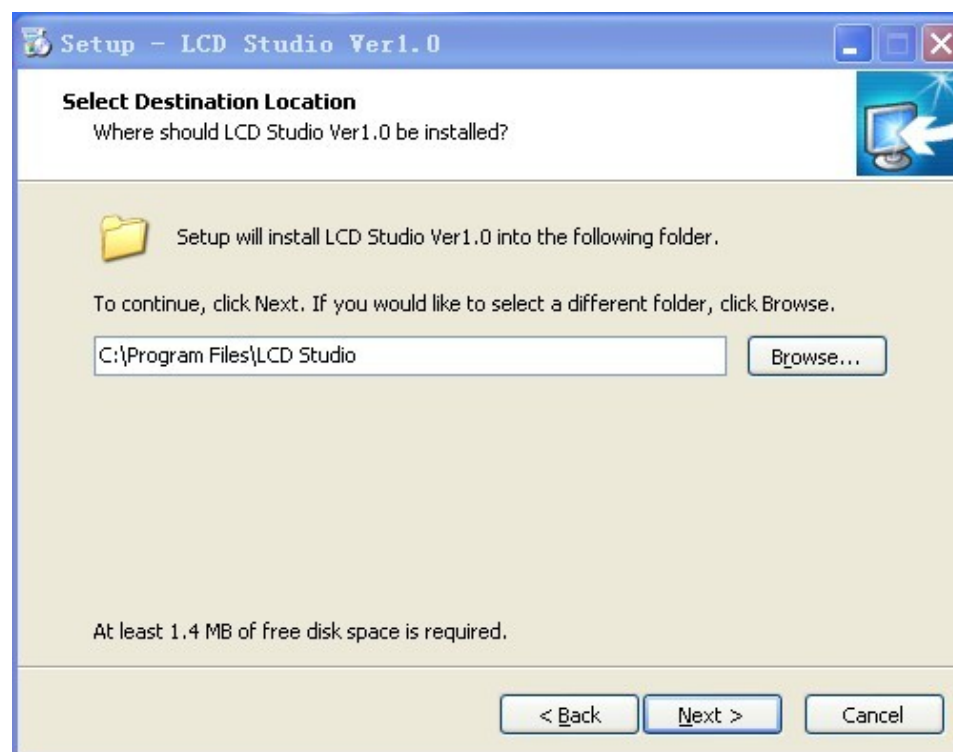 Setup - LCD Studio Ver1.0
Select Destination Location
Where should LCD Studio Ver1.0 be installed?
Setup will install LCD Studio Ver1.0 into the following folder.
To continue, click Next. If you would like to select a different folder, click Browse.
C:\Program Files\LCD Studio
Browse...
At least 1.4 MB of free disk space is required.
< Back
Next >
Cancel